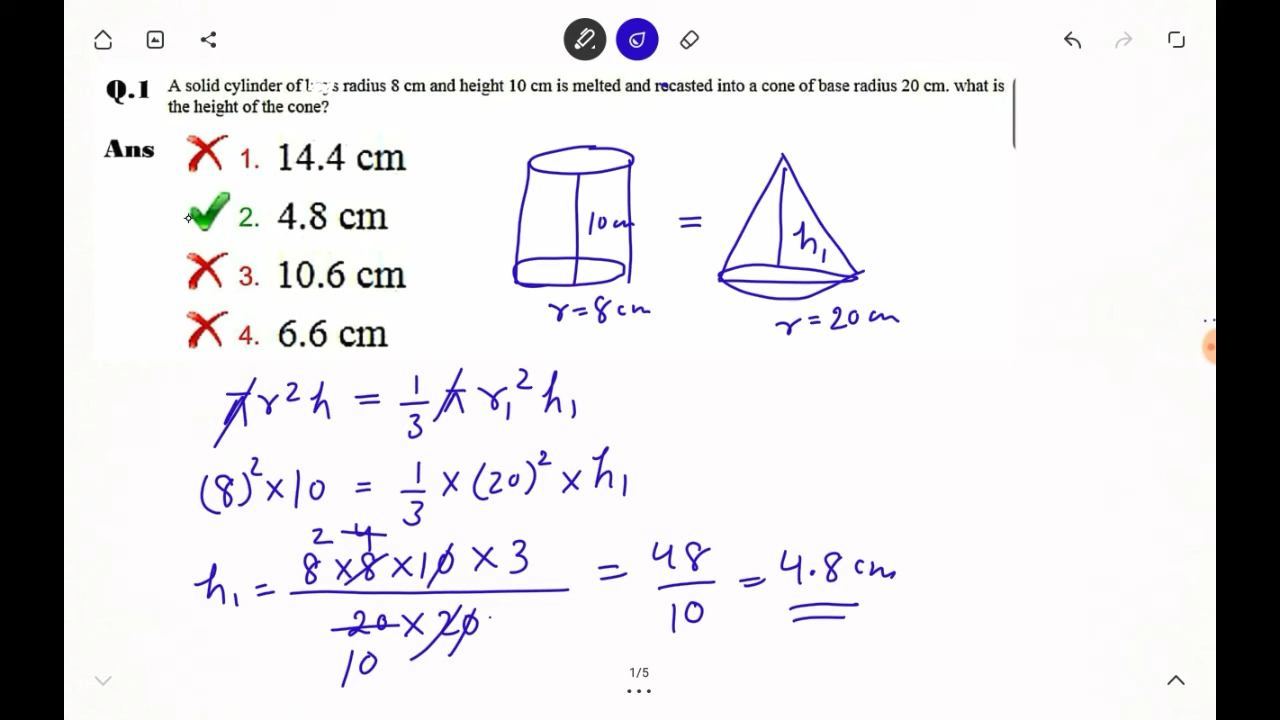 Q.1 A solid cylinder of radius 8 cm and height 10 cm is melted and recasted into a cone of base radius 20 cm. what is
the height of the cone?
Ans
1. 14.4 cm
2. 4.8 cm
3. 10.6 cm
4. 6.6 cm
10 cm
=
h₁
r = 8 cm
r = 20 cm
πr²h = 1/3 π r₁² h₁
(8)² × 10 = 1/3 × (20)² × h₁
2 4
h₁ = 8 × 8 × 10 × 3 / 20 × 20 = 48/10 = 4.8 cm
10
1/5